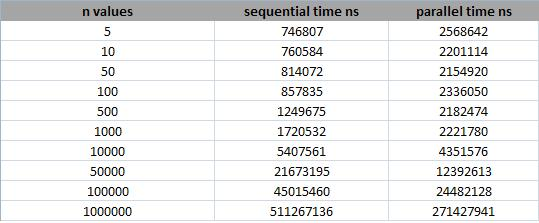 n values sequential time ns parallel time ns
5 746807 2568642
10 760584 2201114
50 814072 2154920
100 857835 2336050
500 1249675 2182474
1000 1720532 2221780
10000 5407561 4351576
50000 21673195 12392613
100000 45015460 24482128
1000000 511267136 271427941